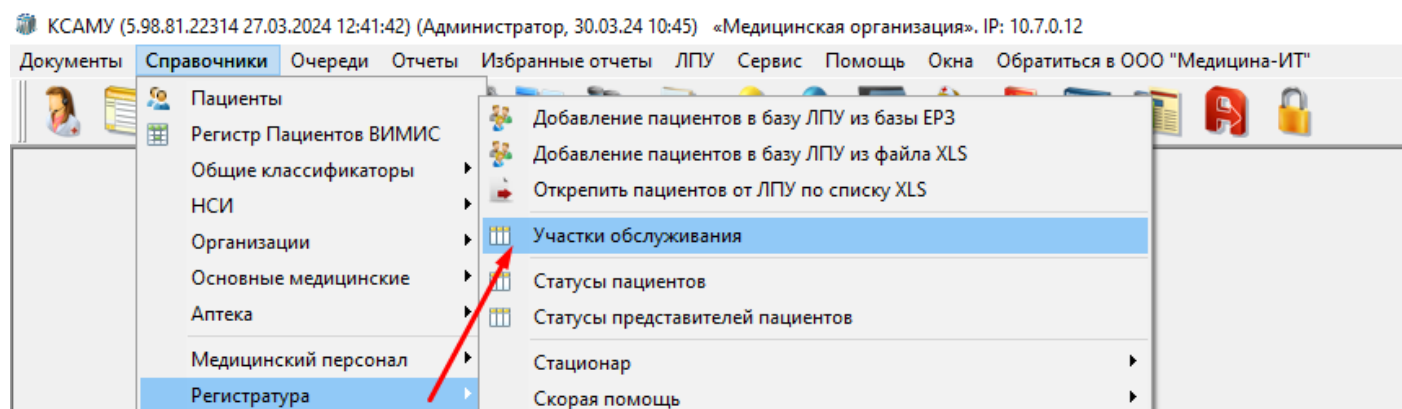 КСАМУ (5.98.81.22314 27.03.2024 12:41:42) (Администратор, 30.03.24 10:45) «Медицинская организация». IP: 10.7.0.12
Документы Справочники Очереди Отчеты Избранные отчеты ЛПУ Сервис Помощь Окна Обратиться в ООО "Медицина-ИТ"
Пациенты
Регистр Пациентов ВИМИС
Общие классификаторы
НСИ
Организации
Основные медицинские
Аптека
Медицинский персонал
Регистратура
Добавление пациентов в базу ЛПУ из базы ЕРЗ
Добавление пациентов в базу ЛПУ из файла XLS
Открепить пациентов от ЛПУ по списку XLS
Участки обслуживания
Статусы пациентов
Статусы представителей пациентов
Стационар
Скорая помощь